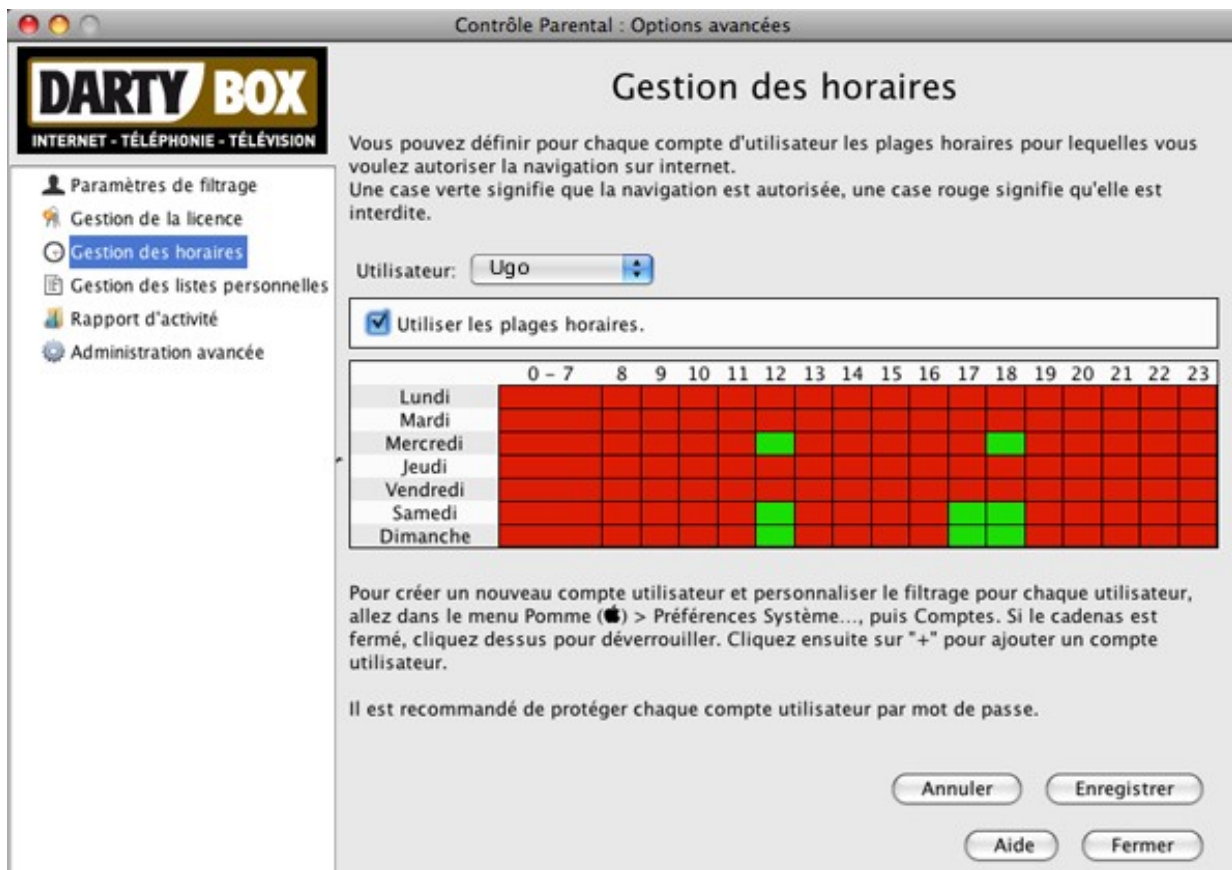 Contrôle Parental : Options avancées
DARTY BOX
INTERNET - TÉLÉPHONIE - TÉLÉVISION
Paramètres de filtrage
Gestion de la licence
Gestion des horaires
Gestion des listes personnelles
Rapport d'activité
Administration avancée
Gestion des horaires
Vous pouvez définir pour chaque compte d'utilisateur les plages horaires pour lequelles vous
voulez autoriser la navigation sur internet.
Une case verte signifie que la navigation est autorisée, une case rouge signifie qu'elle est
interdite.
Utilisateur: Ugo
Utiliser les plages horaires.
0 - 7 8 9 10 11 12 13 14 15 16 17 18 19 20 21 22 23
Lundi
Mardi
Mercredi
Jeudi
Vendredi
Samedi
Dimanche
Pour créer un nouveau compte utilisateur et personnaliser le filtrage pour chaque utilisateur,
allez dans le menu Pomme () > Préférences Système..., puis Comptes. Si le cadenas est
fermé, cliquez dessus pour déverrouiller. Cliquez ensuite sur "+" pour ajouter un compte
utilisateur.
Il est recommandé de protéger chaque compte utilisateur par mot de passe.
Annuler Enregistrer
Aide Fermer